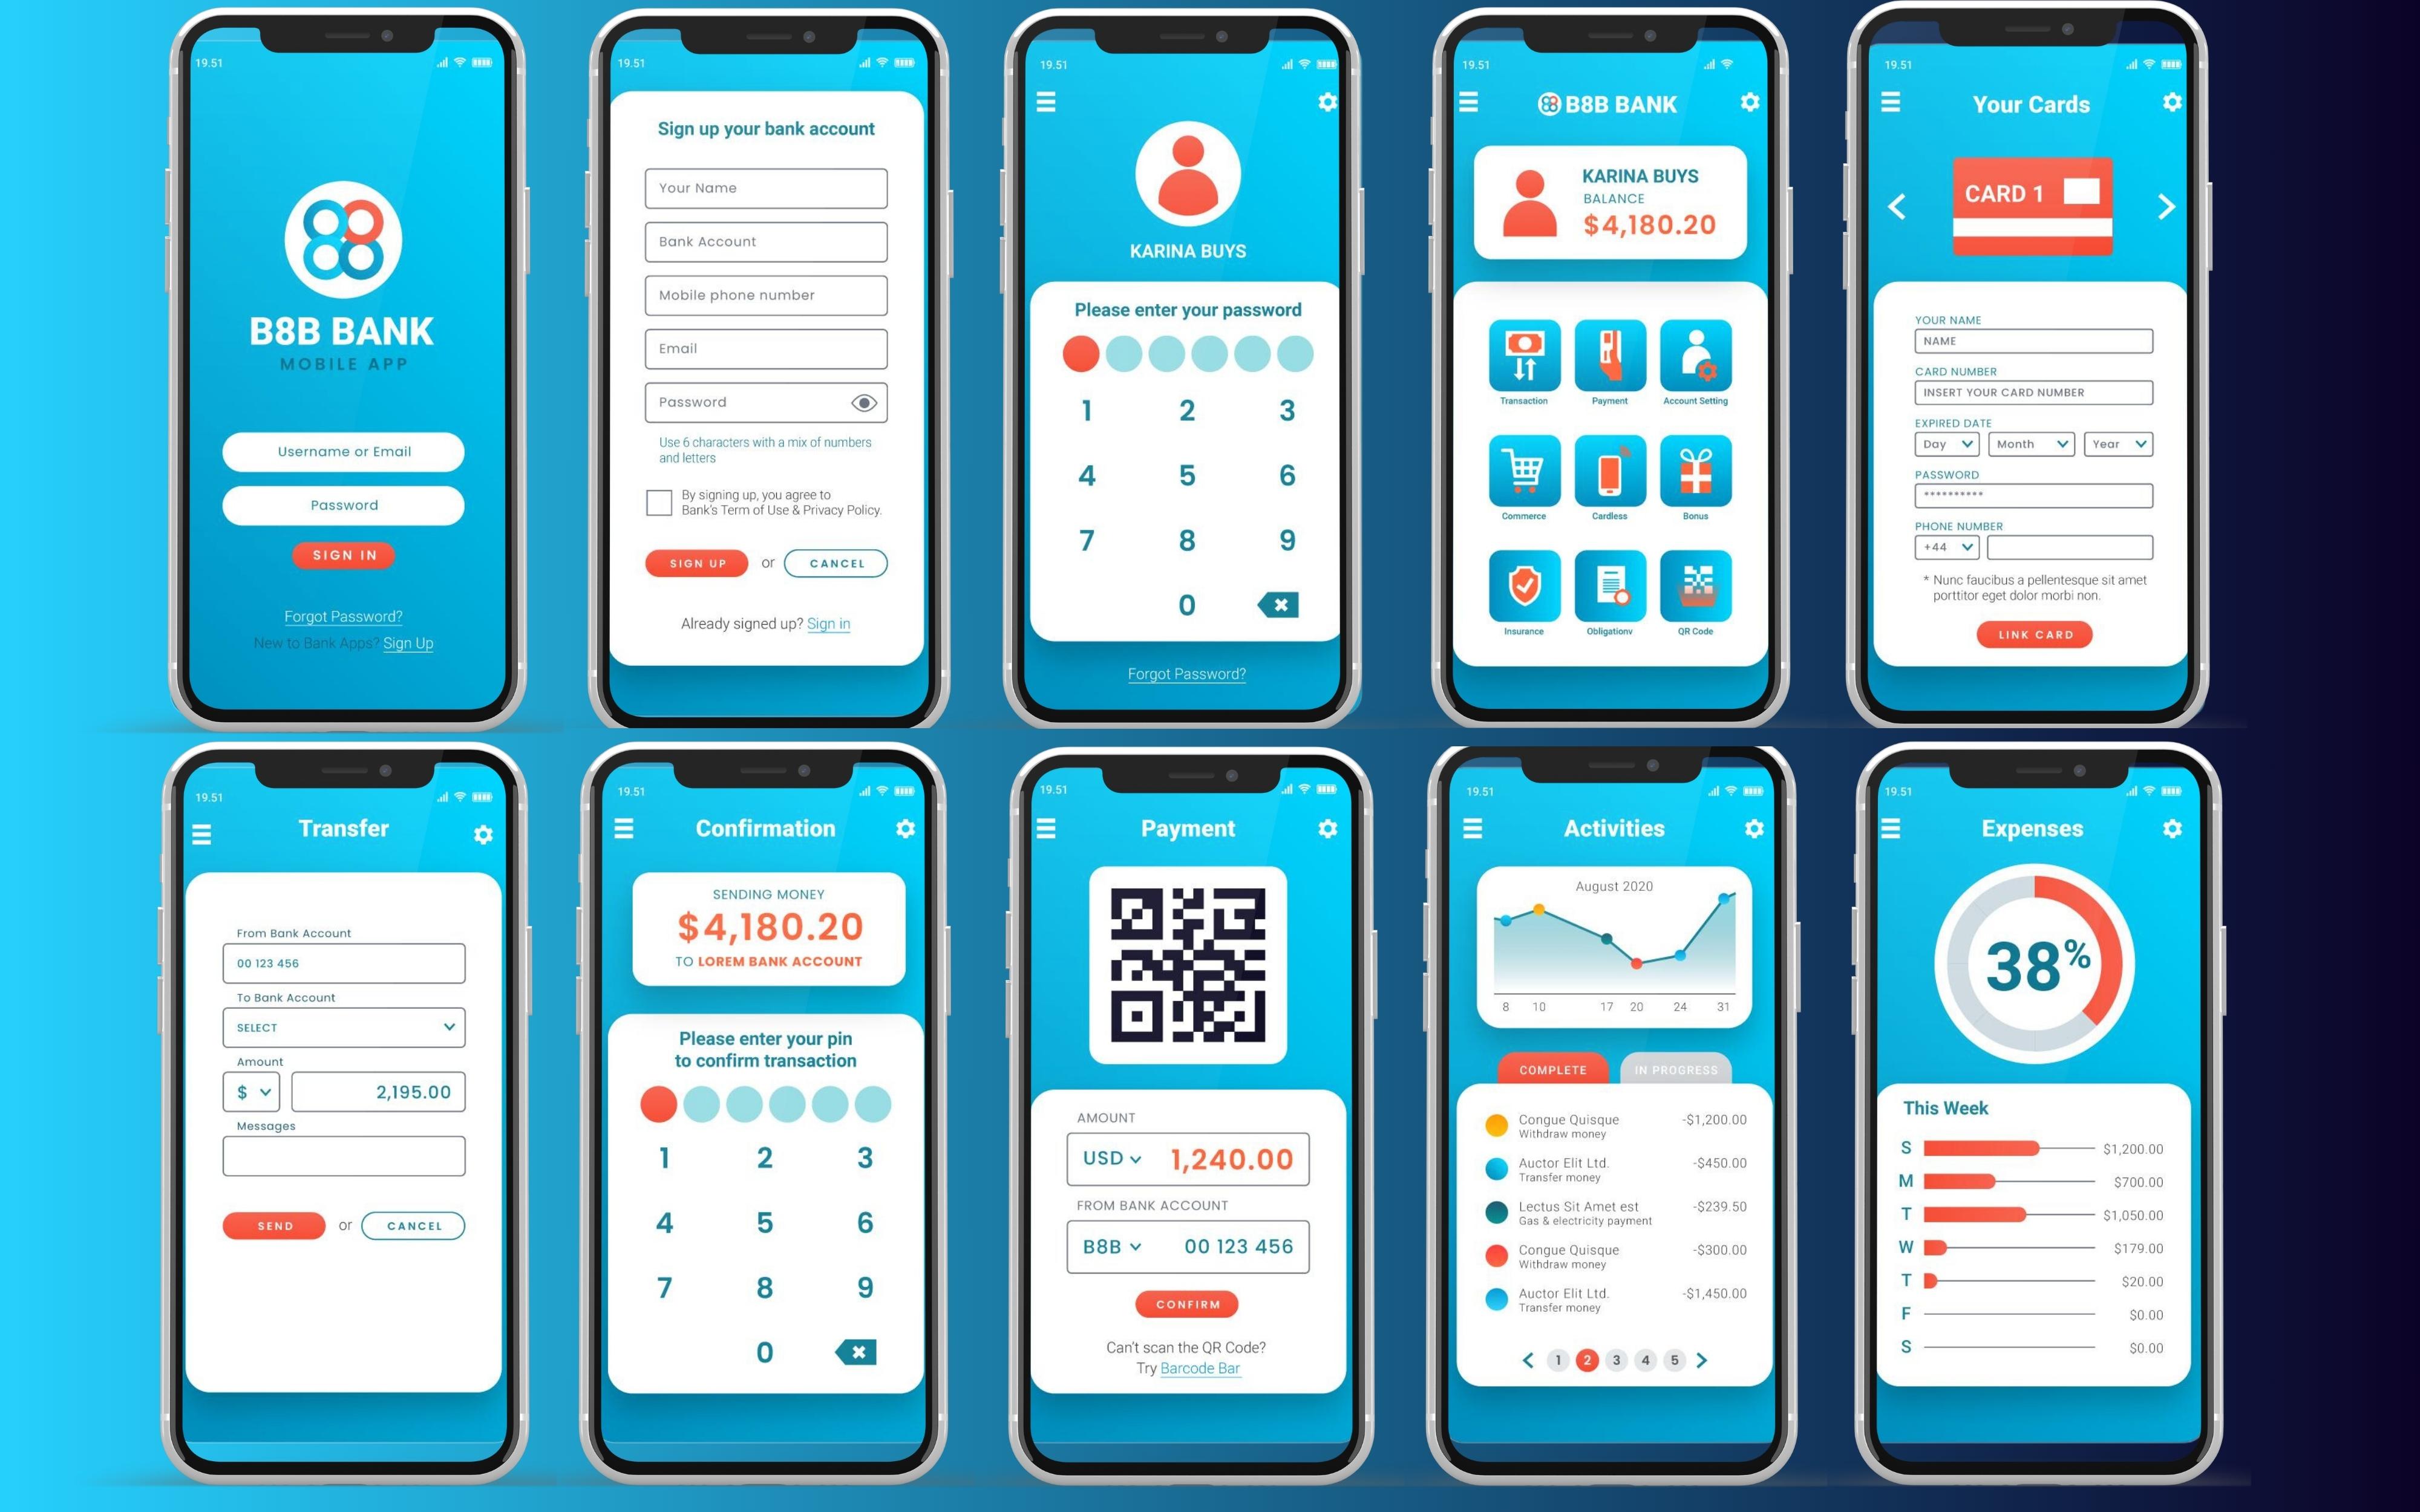 19.51
B8B BANK
MOBILE APP
Username or Email
Password
SIGN IN
Forgot Password?
New to Bank Apps? Sign Up
19.51
Sign up your bank account
Your Name
Bank Account
Mobile phone number
Email
Password
Use 6 characters with a mix of numbers
and letters
By signing up, you agree to
Bank's Term of Use & Privacy Policy.
SIGN UP or CANCEL
Already signed up? Sign in
19.51
KARINA BUYS
Please enter your password
1 2 3
4 5 6
7 8 9
0
Forgot Password?
19.51
B8B BANK
KARINA BUYS
BALANCE
$4,180.20
Transaction Payment Account Setting
Commerce Cardless Bonus
Insurance Obligationv QR Code
19.51
Your Cards
CARD 1
YOUR NAME
NAME
CARD NUMBER
INSERT YOUR CARD NUMBER
EXPIRED DATE
Day Month Year
PASSWORD
**********
PHONE NUMBER
+44
* Nunc faucibus a pellentesque sit amet
porttitor eget dolor morbi non.
LINK CARD
19.51
Transfer
From Bank Account
00 123 456
To Bank Account
SELECT
Amount
$ 2,195.00
Messages
SEND or CANCEL
19.51
Confirmation
SENDING MONEY
$4,180.20
TO LOREM BANK ACCOUNT
Please enter your pin
to confirm transaction
1 2 3
4 5 6
7 8 9
0
19.51
Payment
AMOUNT
USD 1,240.00
FROM BANK ACCOUNT
B8B 00 123 456
CONFIRM
Can't scan the QR Code?
Try Barcode Bar
19.51
Activities
August 2020
8 10 17 20 24 31
COMPLETE IN PROGRESS
Congue Quisque -$1,200.00
Withdraw money
Auctor Elit Ltd. -$450.00
Transfer money
Lectus Sit Amet est -$239.50
Gas & electricity payment
Congue Quisque -$300.00
Withdraw money
Auctor Elit Ltd. -$1,450.00
Transfer money
1 2 3 4 5
19.51
Expenses
38%
This Week
S $1,200.00
M $700.00
T $1,050.00
W $179.00
T $20.00
F $0.00
S $0.00